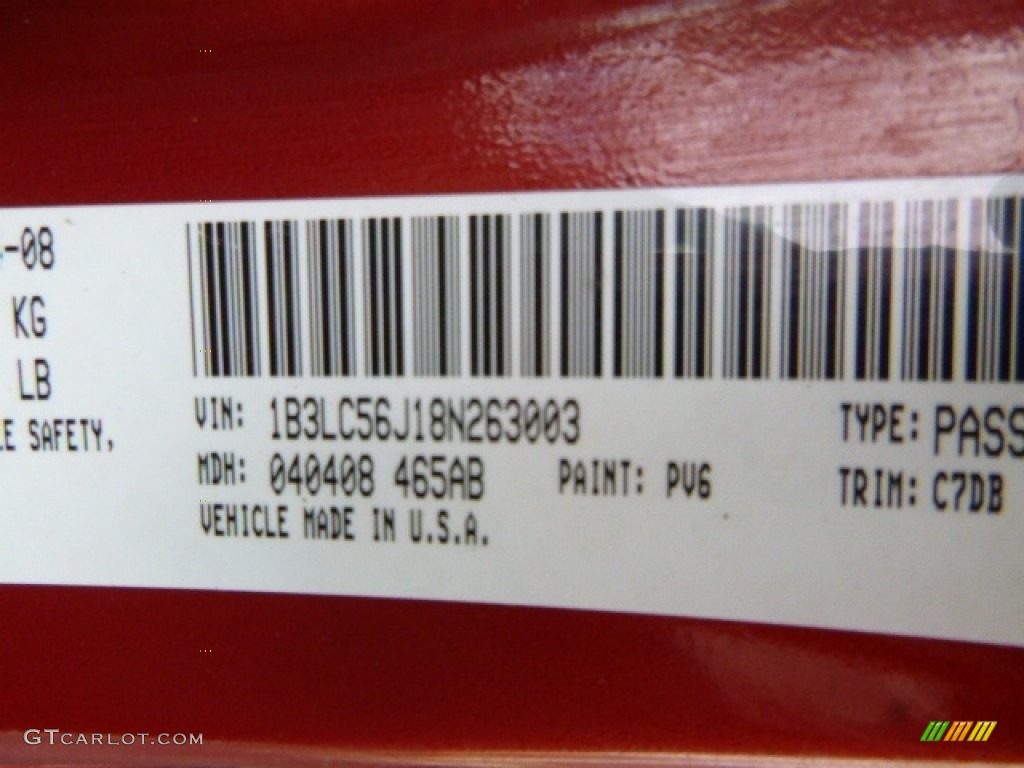 -08
KG
LB
LE SAFETY,
VIN: 1B3LC56J18N263003
TYPE: PASS
MDH: 040408 465AB PAINT: PV6
TRIM: C7DB
VEHICLE MADE IN U.S.A.
GTCARLOT.COM